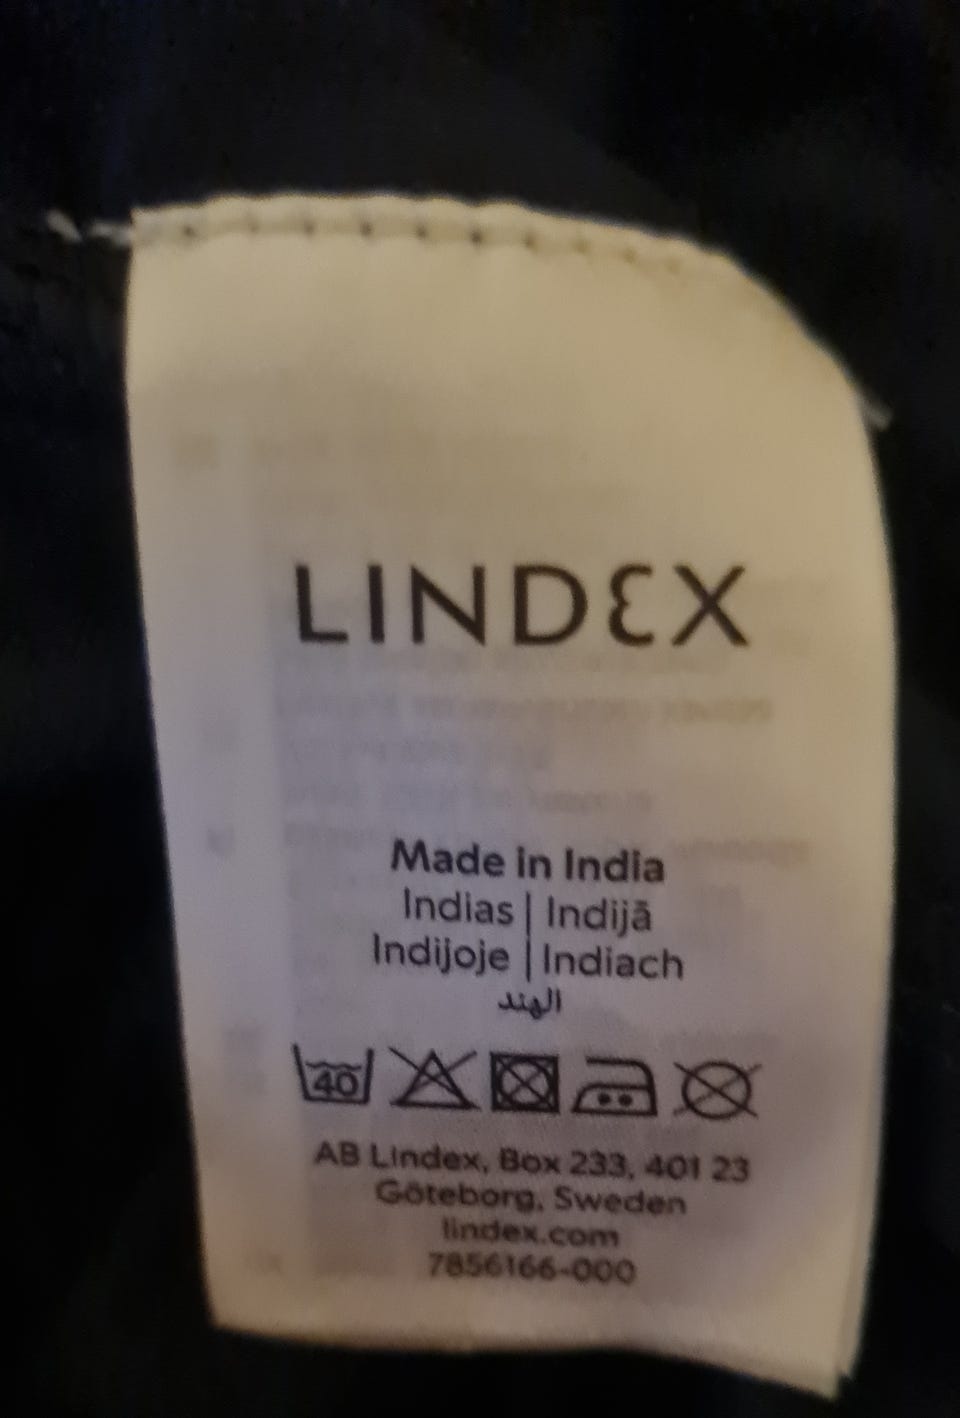 LINDEX
Made in India
Indias | Indijā
Indijoje | Indiach
الهند
40
AB Lindex, Box 233, 401 23
Göteborg, Sweden
lindex.com
7856166-000